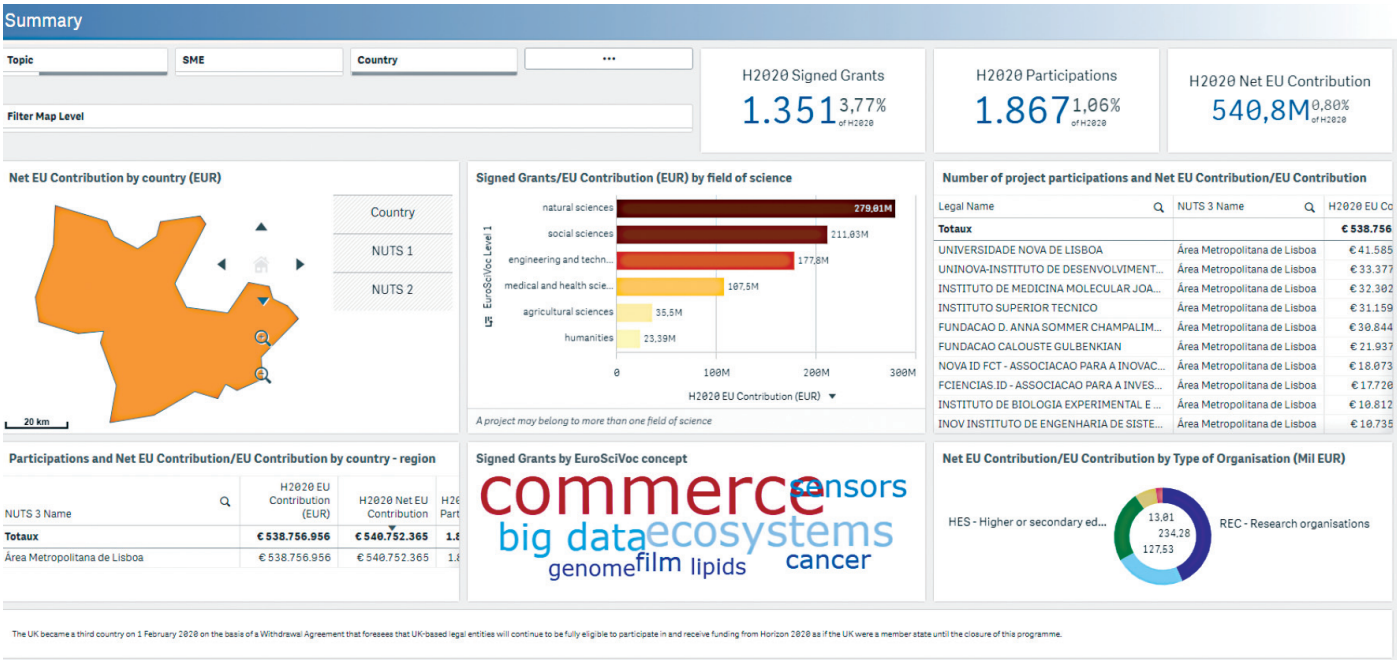 Summary
Topic
SME
Country
...
Filter Map Level
H2020 Signed Grants
1.351 3,77%
of H2020
H2020 Participations
1.867 1,06%
of H2020
H2020 Net EU Contribution
540,8M 0,80%
of H2020
Net EU Contribution by country (EUR)
Country
NUTS 1
NUTS 2
20 km
Signed Grants/EU Contribution (EUR) by field of science
EuroSciVoc Level 1
natural sciences 279,01M
social sciences 211,03M
engineering and techn... 177,8M
medical and health scie... 107,5M
agricultural sciences 35,5M
humanities 23,39M
0 100M 200M 300M
H2020 EU Contribution (EUR)
A project may belong to more than one field of science
Number of project participations and Net EU Contribution/EU Contribution
Legal Name NUTS 3 Name H2020 EU Co
Totaux € 538.756
UNIVERSIDADE NOVA DE LISBOA Área Metropolitana de Lisboa € 41.585
UNINOVA-INSTITUTO DE DESENVOLVIMENT... Área Metropolitana de Lisboa € 33.377
INSTITUTO DE MEDICINA MOLECULAR JOA... Área Metropolitana de Lisboa € 32.302
INSTITUTO SUPERIOR TECNICO Área Metropolitana de Lisboa € 31.159
FUNDACAO D. ANNA SOMMER CHAMPALIM... Área Metropolitana de Lisboa € 30.844
FUNDACAO CALOUSTE GULBENKIAN Área Metropolitana de Lisboa € 21.937
NOVA ID FCT - ASSOCIACAO PARA A INOVAC... Área Metropolitana de Lisboa € 18.073
FCIENCIAS.ID - ASSOCIACAO PARA A INVES... Área Metropolitana de Lisboa € 17.720
INSTITUTO DE BIOLOGIA EXPERIMENTAL E ... Área Metropolitana de Lisboa € 10.812
INOV INSTITUTO DE ENGENHARIA DE SISTE... Área Metropolitana de Lisboa € 10.735
Participations and Net EU Contribution/EU Contribution by country - region
NUTS 3 Name
H2020 EU
Contribution
(EUR)
H2020 Net EU
Contribution
H20
Part
Totaux € 538.756.956 € 540.752.365 1.8
Área Metropolitana de Lisboa € 538.756.956 € 540.752.365 1.8
Signed Grants by EuroSciVoc concept
commerce
sensors
big data
ecosystems
genome
film
lipids
cancer
Net EU Contribution/EU Contribution by Type of Organisation (Mil EUR)
HES - Higher or secondary ed...
13,01
234,28
127,53
REC - Research organisations
The UK became a third country on 1 February 2020 on the basis of a Withdrawal Agreement that foresees that UK-based legal entities will continue to be fully eligible to participate in and receive funding from Horizon 2020 as if the UK were a member state until the closure of this programme.